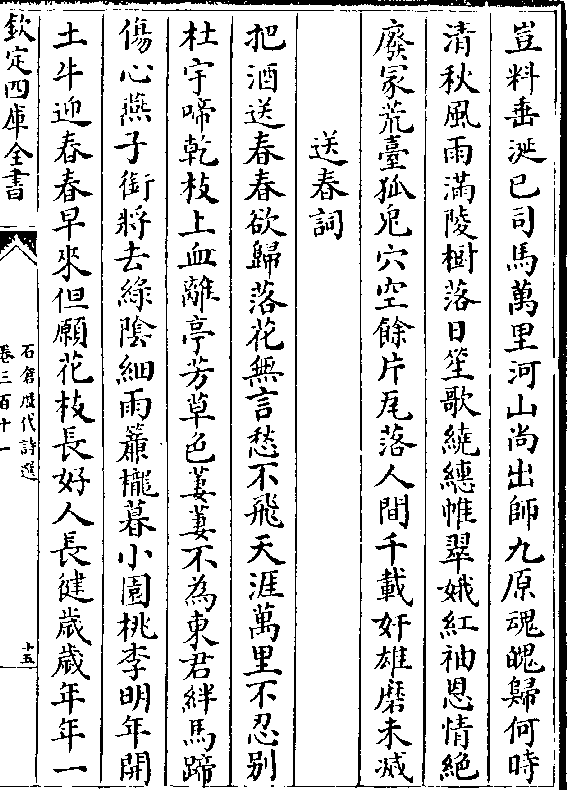 豈料垂涎已司馬萬里河山尚出師九原魂魄歸何時
清秋風雨滿陵樹落日笙歌繞繐帷翠娥紅袖恩情絶
廢冢荒臺狐兎穴空餘片瓦落人間千載奸雄磨未滅
送春詞
把酒送春春欲歸落花無言愁不飛天涯萬里不忍别
杜宇啼乾枝上血離亭芳草色萋萋不為東君絆馬蹄
傷心燕子銜將去綠陰細雨簾櫳暮小園桃李明年開
土牛迎春春早來但願花枝長好人長健歲歲年年一
欽定四庫全書
石倉歷代詩選
卷三百十一
十五